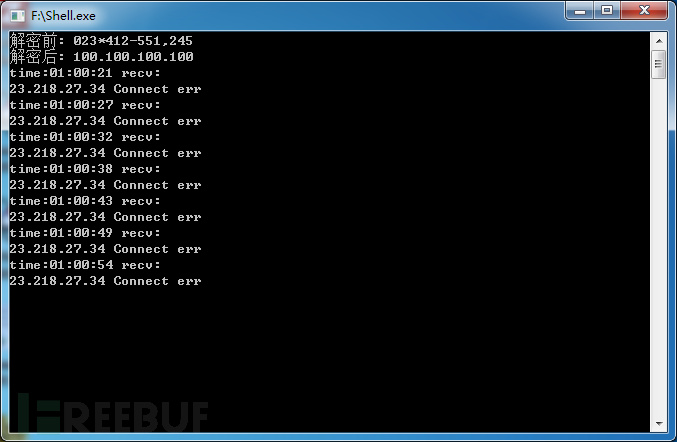 F:\Shell.exe
解密前: 023*412-551,245
解密后: 100.100.100.100
time:01:00:21 recv:
23.218.27.34 Connect err
time:01:00:27 recv:
23.218.27.34 Connect err
time:01:00:32 recv:
23.218.27.34 Connect err
time:01:00:38 recv:
23.218.27.34 Connect err
time:01:00:43 recv:
23.218.27.34 Connect err
time:01:00:49 recv:
23.218.27.34 Connect err
time:01:00:54 recv:
23.218.27.34 Connect err
FREEBUF